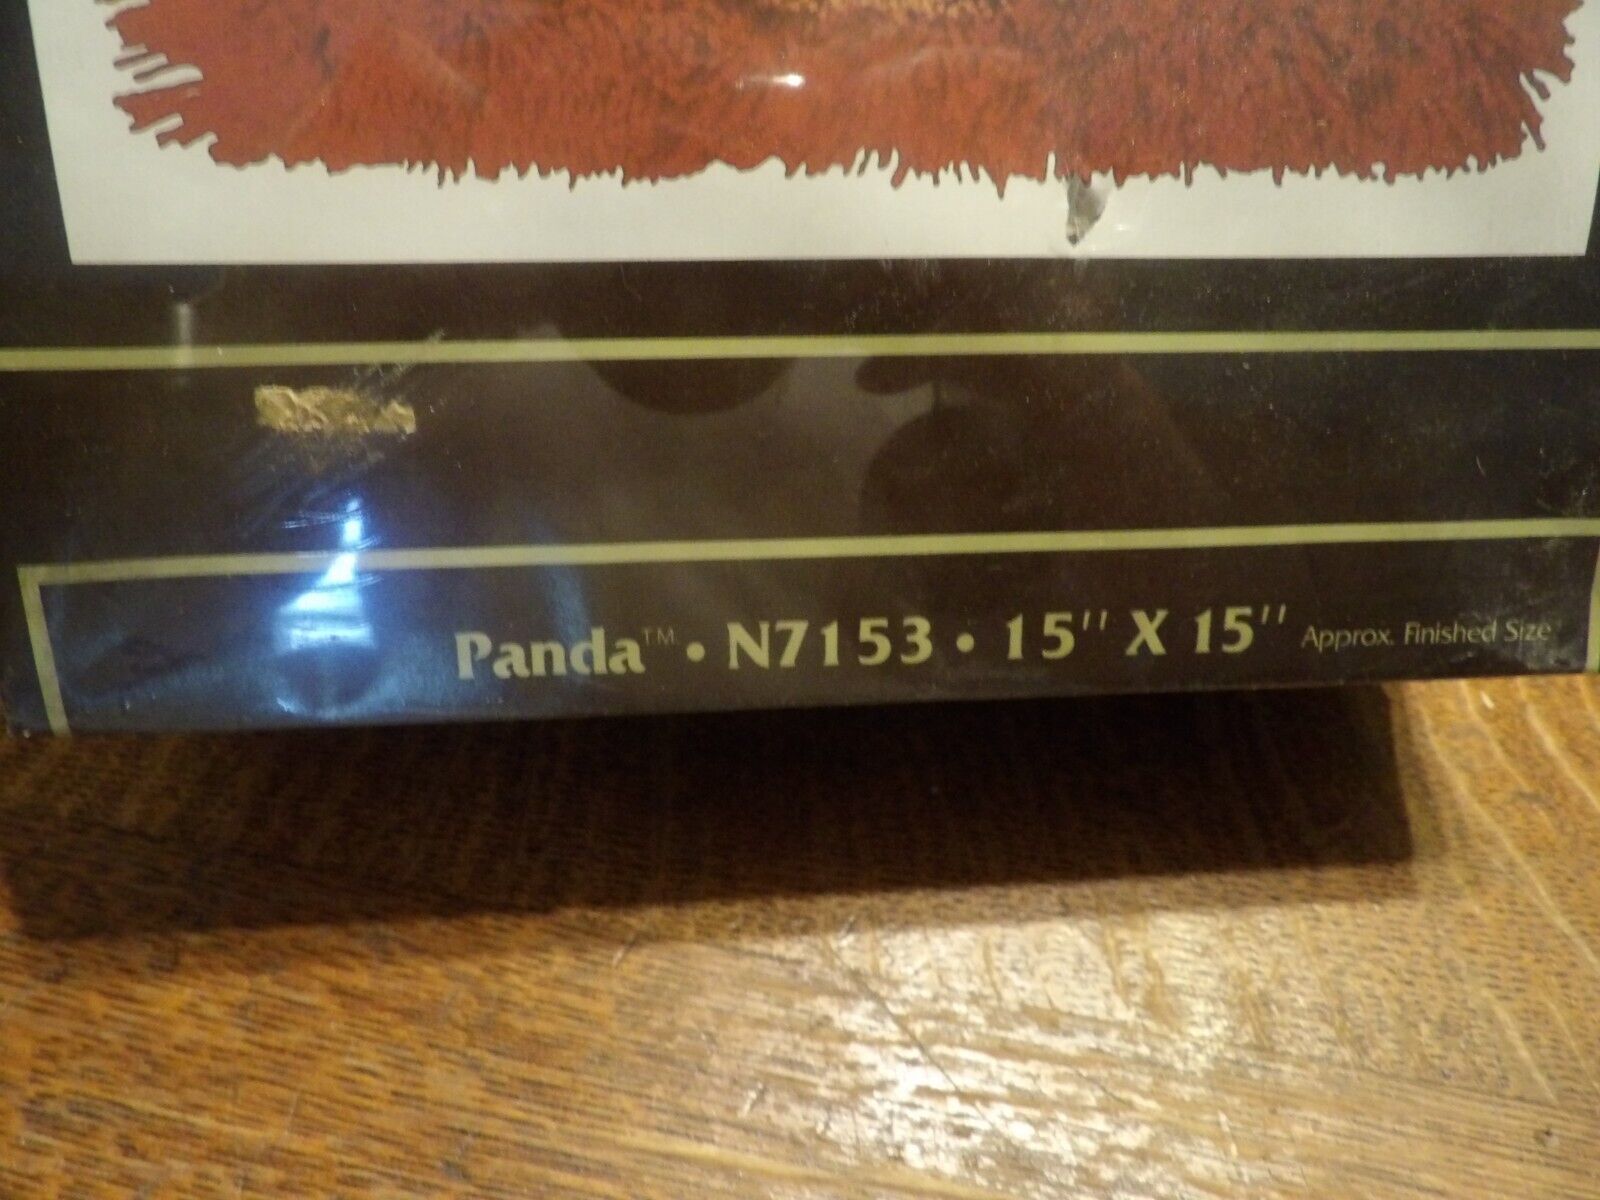 Panda™ • N7153 • 15" X 15" Approx. Finished Size